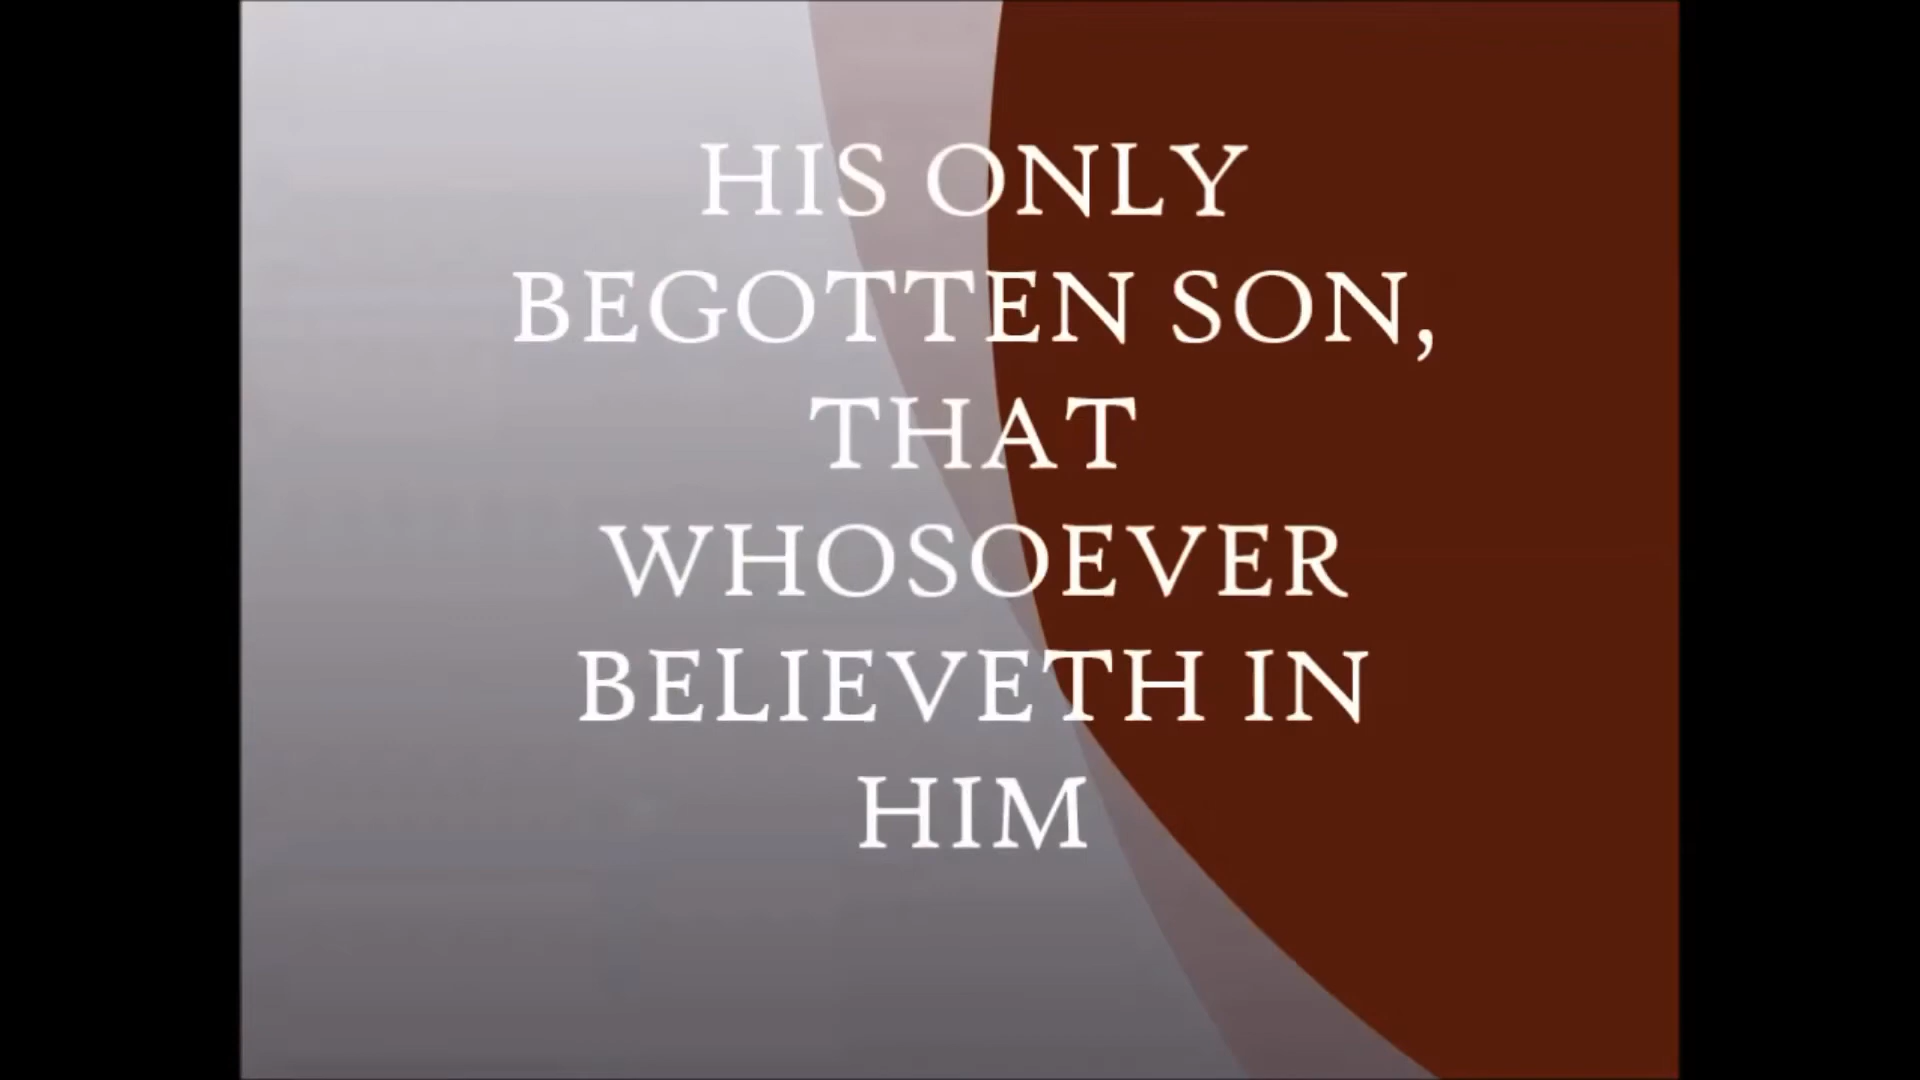 HIS ONLY
BEGOTTEN SON,
THAT
WHOSOEVER
BELIEVETH IN
HIM